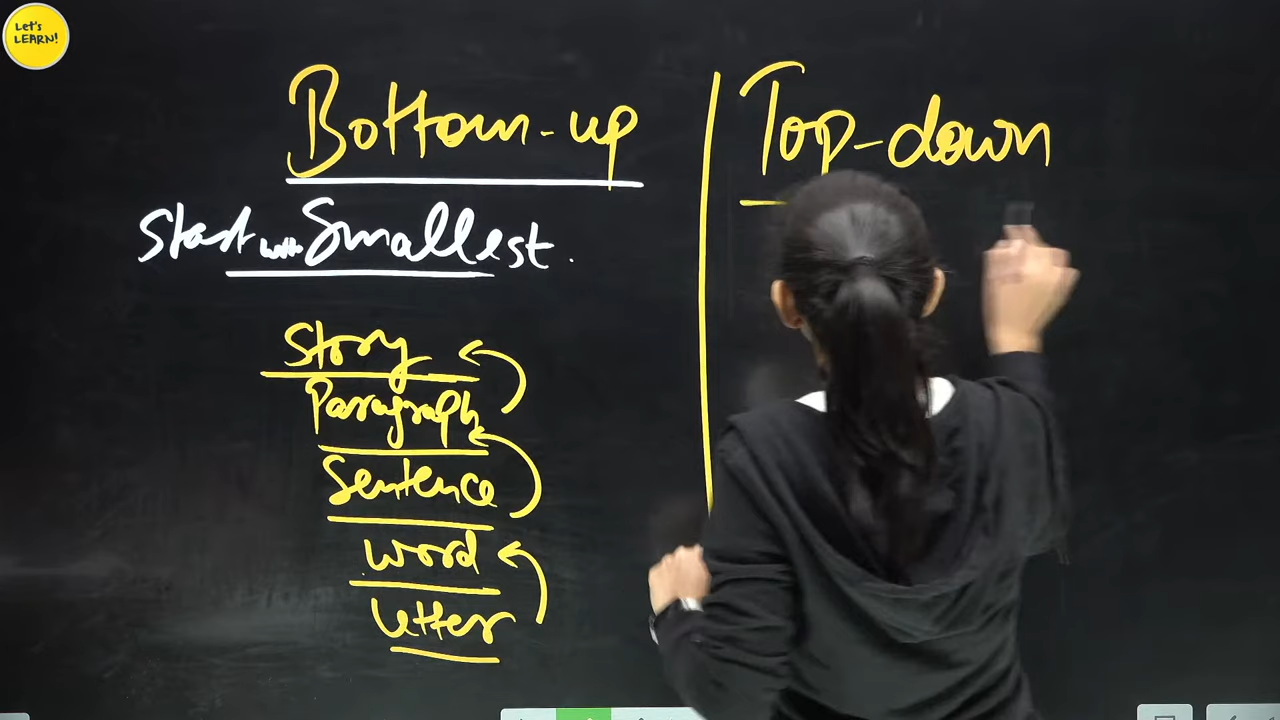 Let's
LEARN!
Bottom-up
Top-down
Start with Smallest.
Story
Paragraph
Sentence
word
letter